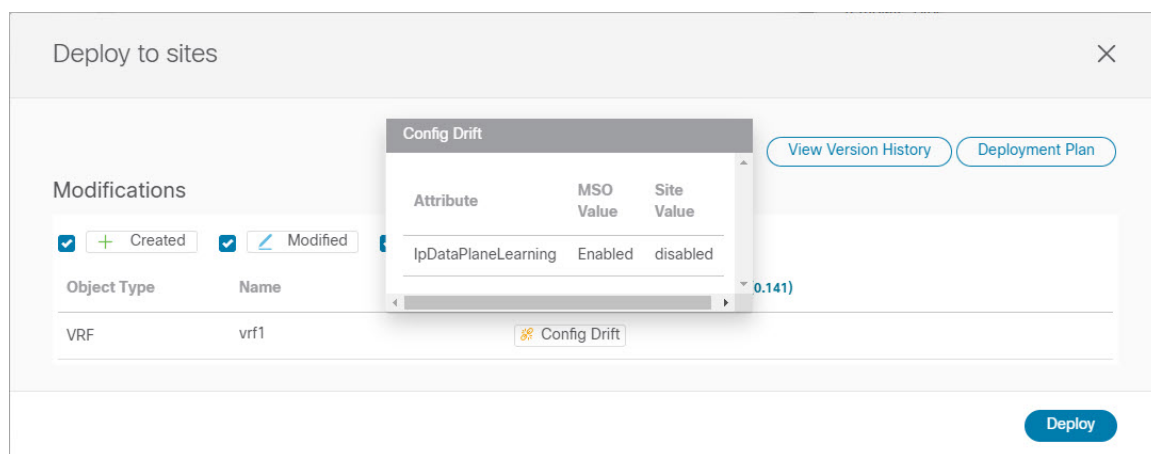 Deploy to sites
Config Drift
View Version History
Deployment Plan
Modifications
Attribute
MSO Value
Site Value
Created
Modified
IpDataPlaneLearning Enabled disabled
Object Type Name
0.141)
VRF vrf1 Config Drift
Deploy